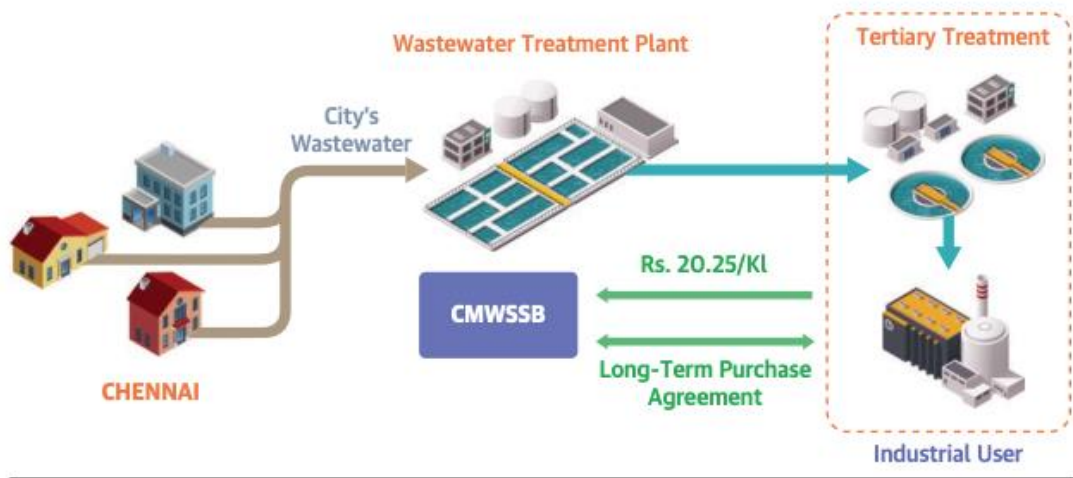 Wastewater Treatment Plant
Tertiary Treatment
City's
Wastewater
Rs. 20.25/Kl
CMWSSB
Long-Term Purchase
Agreement
CHENNAI
Industrial User